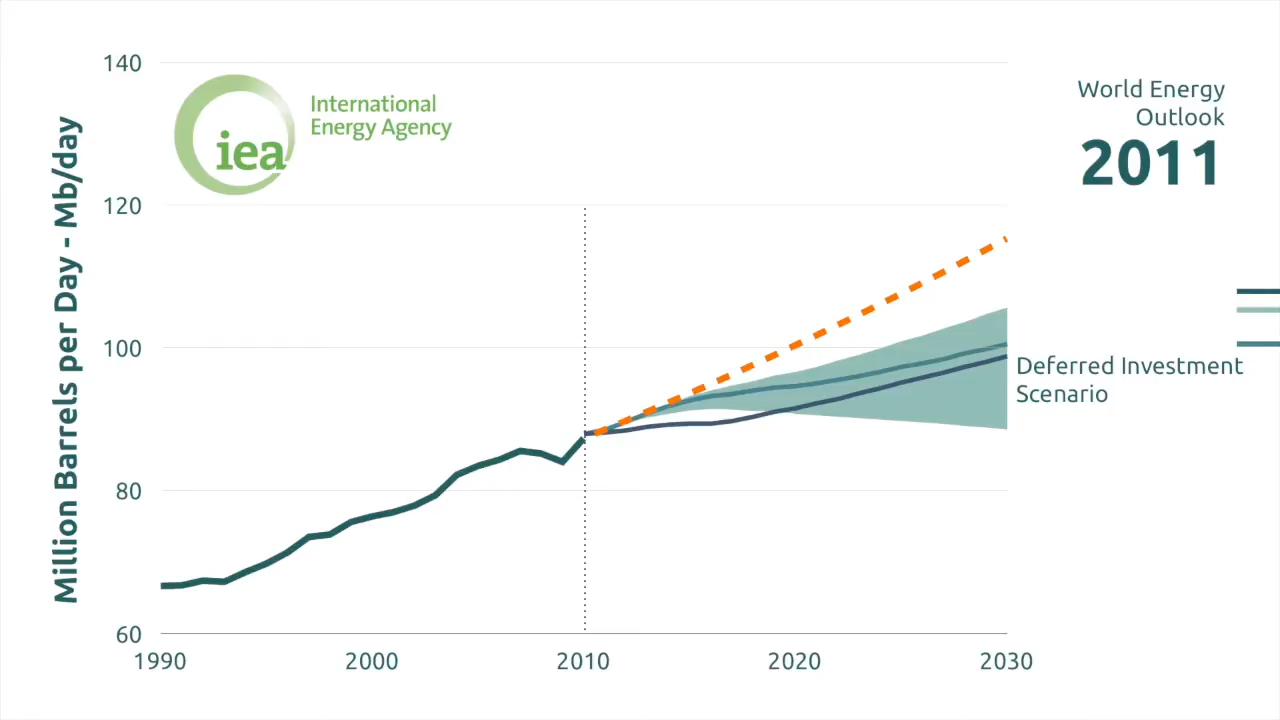 140
120
100
80
60
Million Barrels per Day - Mb/day
iea
International
Energy Agency
World Energy
Outlook
2011
Deferred Investment
Scenario
1990
2000
2010
2020
2030